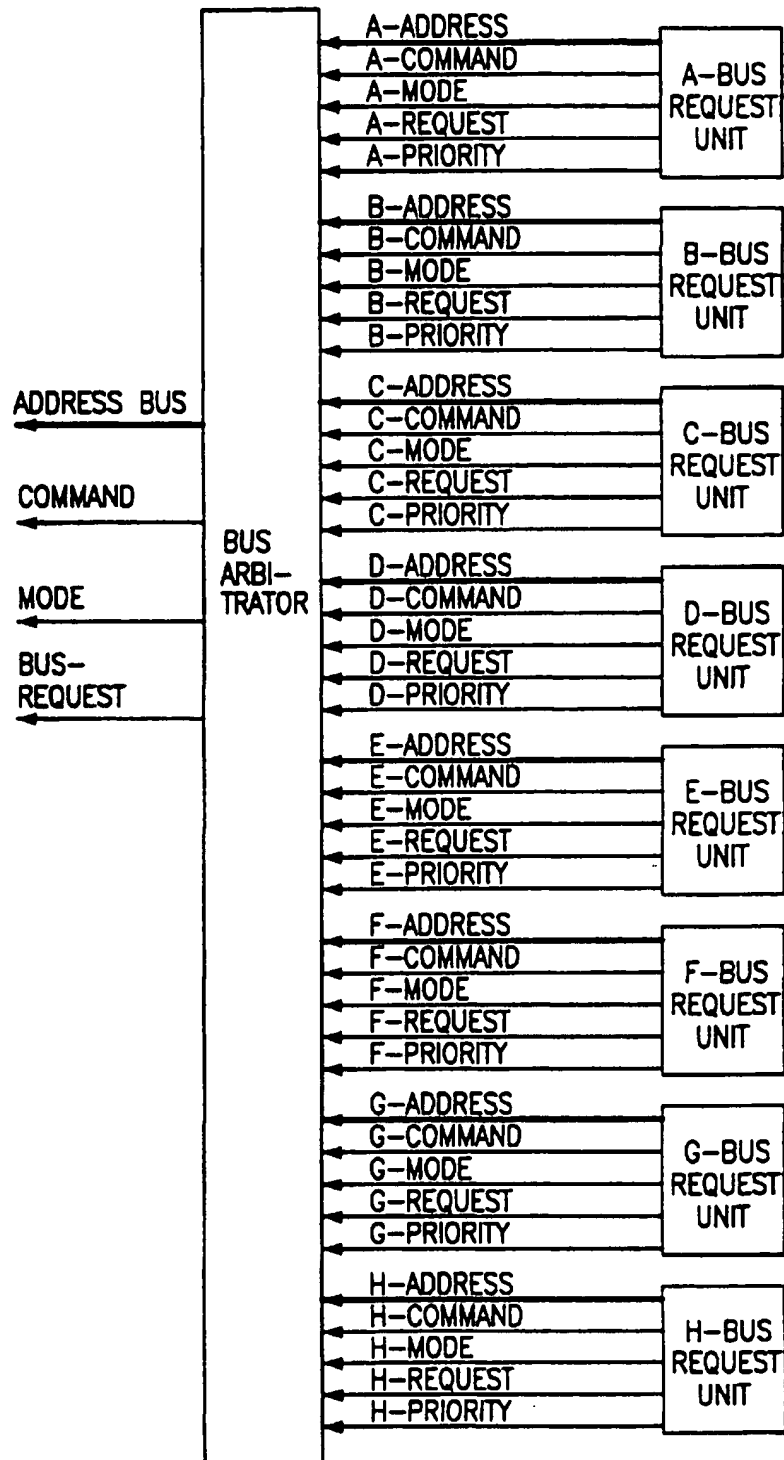 ADDRESS BUS
COMMAND
MODE
BUS-
REQUEST
BUS
ARBI-
TRATOR
A-ADDRESS
A-COMMAND
A-MODE
A-REQUEST
A-PRIORITY
A-BUS
REQUEST
UNIT
B-ADDRESS
B-COMMAND
B-MODE
B-REQUEST
B-PRIORITY
B-BUS
REQUEST
UNIT
C-ADDRESS
C-COMMAND
C-MODE
C-REQUEST
C-PRIORITY
C-BUS
REQUEST
UNIT
D-ADDRESS
D-COMMAND
D-MODE
D-REQUEST
D-PRIORITY
D-BUS
REQUEST
UNIT
E-ADDRESS
E-COMMAND
E-MODE
E-REQUEST
E-PRIORITY
E-BUS
REQUEST
UNIT
F-ADDRESS
F-COMMAND
F-MODE
F-REQUEST
F-PRIORITY
F-BUS
REQUEST
UNIT
G-ADDRESS
G-COMMAND
G-MODE
G-REQUEST
G-PRIORITY
G-BUS
REQUEST
UNIT
H-ADDRESS
H-COMMAND
H-MODE
H-REQUEST
H-PRIORITY
H-BUS
REQUEST
UNIT